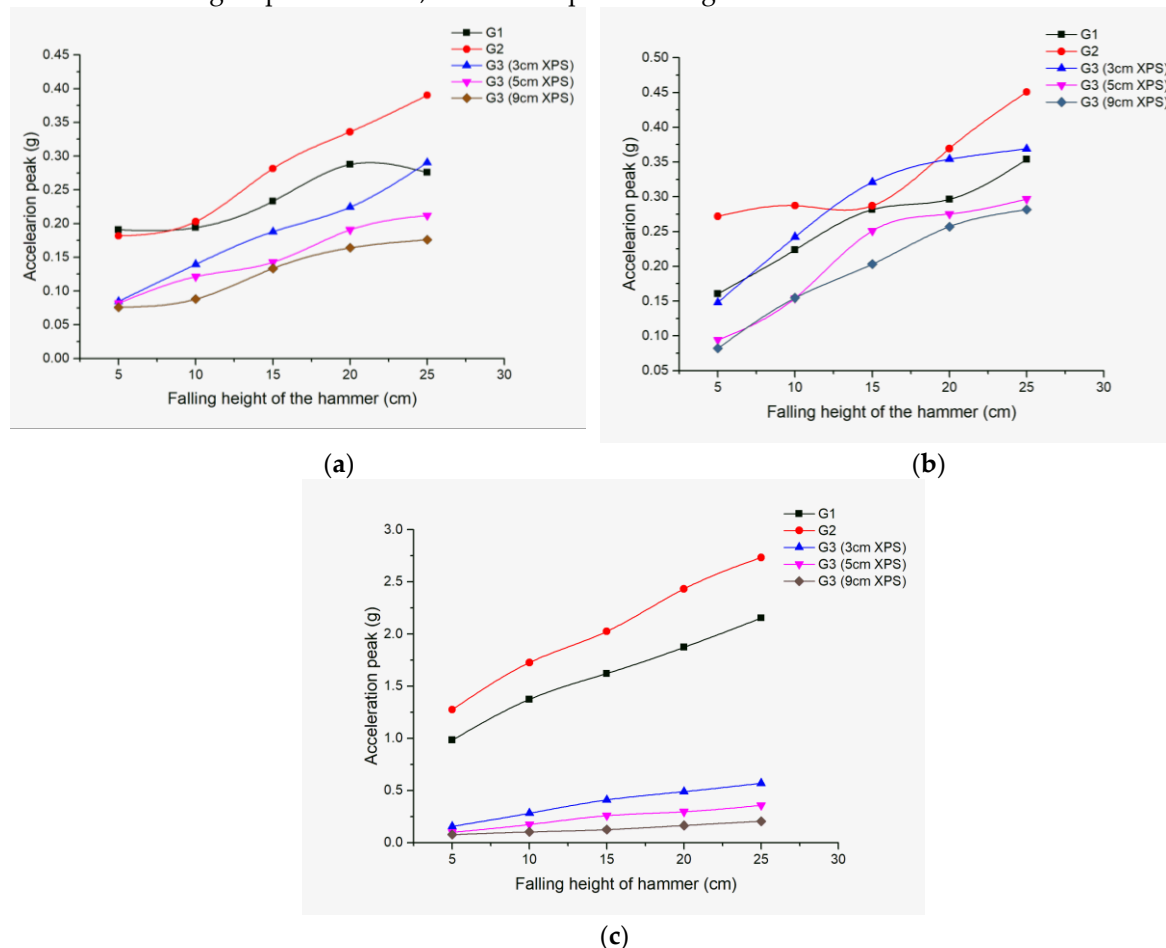 G1
G2
G3 (3cm XPS)
G3 (5cm XPS)
G3 (9cm XPS)
0.45
0.40
0.35
0.30
0.25
0.20
0.15
0.10
0.05
0.00
Accelearion peak (g)
5 10 15 20 25 30
Falling height of the hammer (cm)
(a)
G1
G2
G3 (3cm XPS)
G3 (5cm XPS)
G3 (9cm XPS)
0.50
0.45
0.40
0.35
0.30
0.25
0.20
0.15
0.10
0.05
Accelearion peak (g)
5 10 15 20 25 30
Falling height of the hammer (cm)
(b)
G1
G2
G3 (3cm XPS)
G3 (5cm XPS)
G3 (9cm XPS)
3.0
2.5
2.0
1.5
1.0
0.5
0.0
Acceleration peak (g)
5 10 15 20 25 30
Falling height of hammer (cm)
(c)